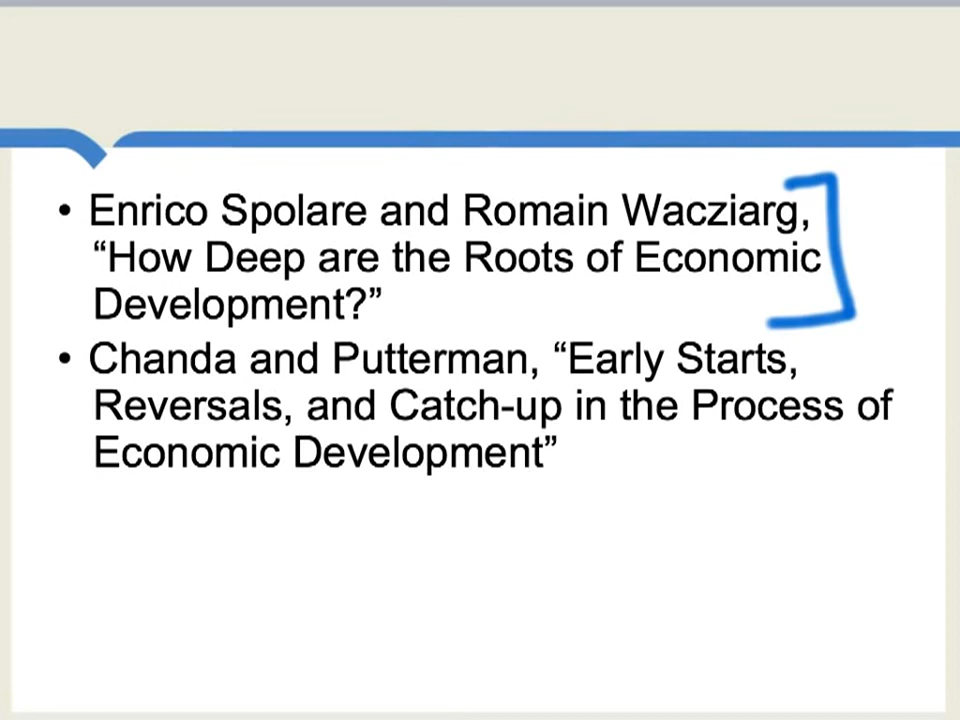 • Enrico Spolare and Romain Wacziarg,
“How Deep are the Roots of Economic
Development?”
• Chanda and Putterman, “Early Starts,
Reversals, and Catch-up in the Process of
Economic Development”